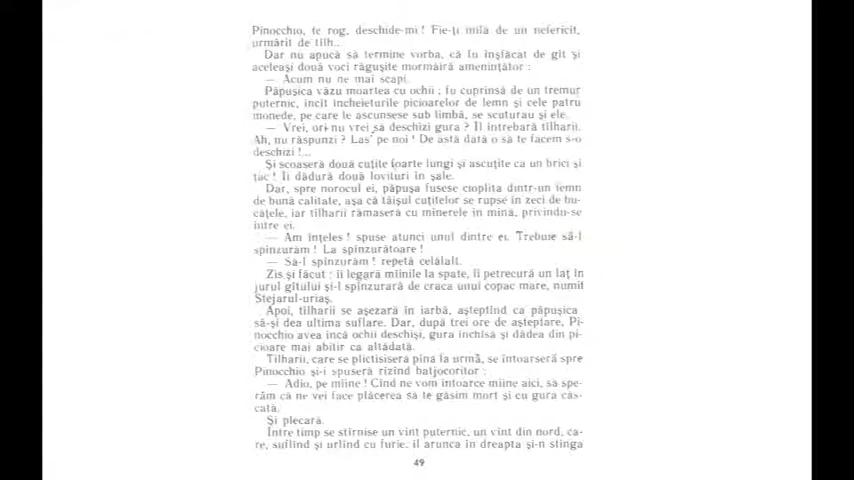 Pinocchio, te rog, deschide-mi ! Fie-ți milă de un nefericit,
urmărit de tîlh..
Dar nu apucă să termine vorba, că fu înșfăcat de gît și
aceleași două voci răgușite mormăiră amenințător :
— Acum nu ne mai scapi.
Păpușica văzu moartea cu ochii ; fu cuprinsă de un tremur
puternic, încît încheieturile picioarelor de lemn și cele patru
monede, pe care le ascunsese sub limbă, se scuturau și ele.
— Vrei, ori nu vrei să deschizi gura ? îl întrebară tîlharii.
Ah, nu răspunzi ? Las' pe noi ! De astă dată o să te facem s-o
deschizi !...
Și scoaseră două cuțite foarte lungi și ascuțite ca un brici și
țac ! îi dădură două lovituri în șale.
Dar, spre norocul ei, păpușa fusese cioplită dintr-un lemn
de bună calitate, așa că tăișul cuțitelor se rupse în zeci de bu-
cățele, iar tîlharii rămaseră cu mînerele în mînă, privindu-se
între ei.
— Am înțeles ! spuse atunci unul dintre ei. Trebuie să-l
spînzurăm ! La spînzurătoare !
— Să-l spînzurăm ! repetă celălalt.
Zis și făcut : îi legară mîinile la spate, îi petrecură un laț în
jurul gîtului și-l spînzurară de craca unui copac mare, numit
Stejarul-uriaș.
Apoi, tîlharii se așezară în iarbă, așteptînd ca păpușica
să-și dea ultima suflare. Dar, după trei ore de așteptare, Pi-
nocchio avea încă ochii deschiși, gura închisă și dădea din pi-
cioare mai abitir ca altădată.
Tîlharii, care se plictisiseră pînă la urmă, se întoarseră spre
Pinocchio și-i spuseră rîzînd batjocoritor :
— Adio, pe mîine ! Cînd ne vom întoarce mîine aici, să spe-
răm că ne vei face plăcerea să te găsim mort și cu gura căs-
cată.
Și plecară.
Între timp se stîrnise un vînt puternic, un vînt din nord, ca-
re, suflînd și urlînd cu furie, îl arunca în dreapta și-n stînga
49